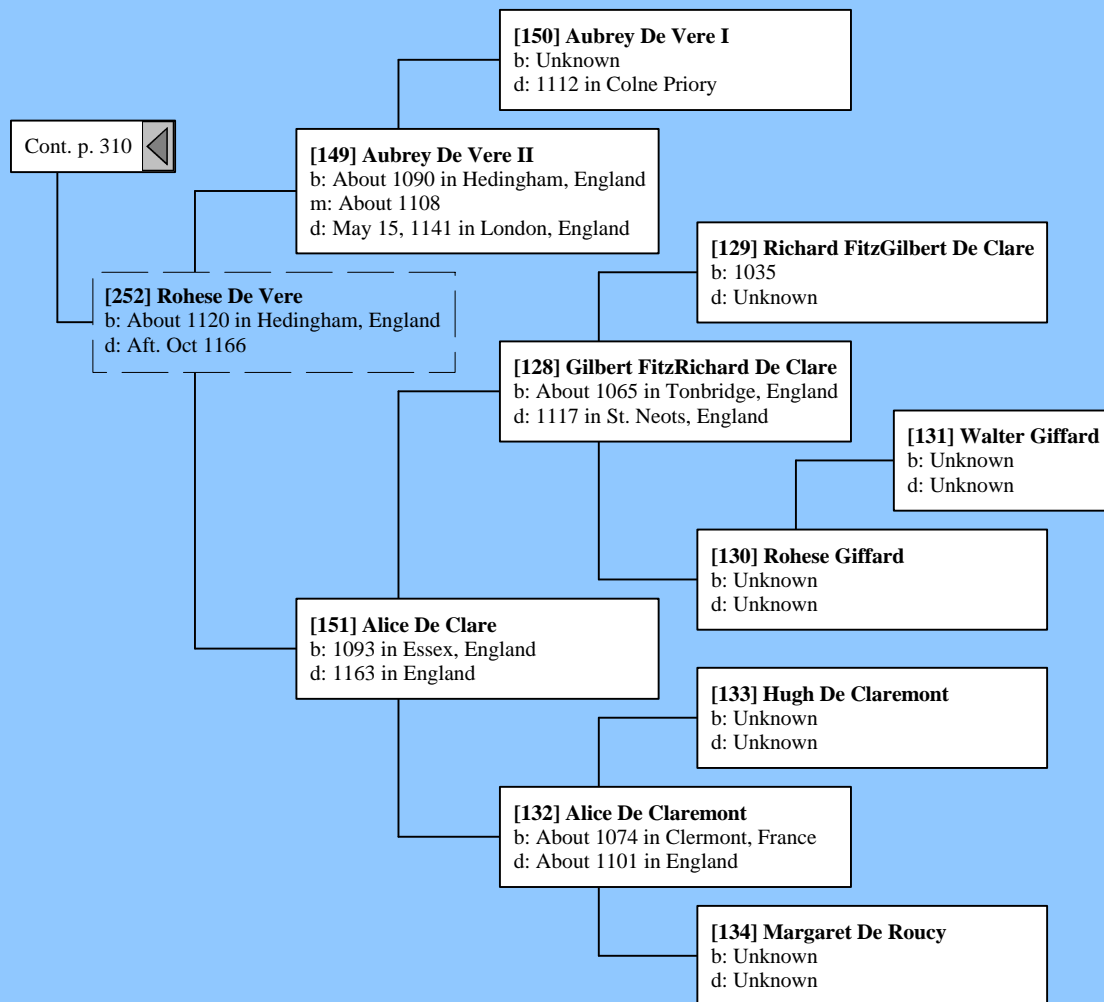 [150] Aubrey De Vere I
b: Unknown
d: 1112 in Colne Priory
Cont. p. 310
[149] Aubrey De Vere II
b: About 1090 in Hedingham, England
m: About 1108
d: May 15, 1141 in London, England
[129] Richard FitzGilbert De Clare
b: 1035
d: Unknown
[252] Rohese De Vere
b: About 1120 in Hedingham, England
d: Aft. Oct 1166
[128] Gilbert FitzRichard De Clare
b: About 1065 in Tonbridge, England
d: 1117 in St. Neots, England
[131] Walter Giffard
b: Unknown
d: Unknown
[130] Rohese Giffard
b: Unknown
d: Unknown
[151] Alice De Clare
b: 1093 in Essex, England
d: 1163 in England
[133] Hugh De Claremont
b: Unknown
d: Unknown
[132] Alice De Claremont
b: About 1074 in Clermont, France
d: About 1101 in England
[134] Margaret De Roucy
b: Unknown
d: Unknown